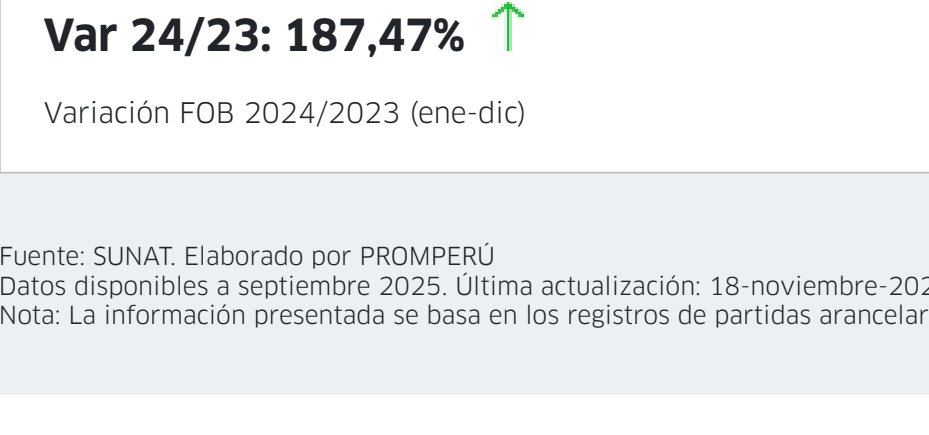 Var 24/23: 187,47%
Variación FOB 2024/2023 (ene-dic)
Fuente: SUNAT. Elaborado por PROMPERÚ
Datos disponibles a septiembre 2025. Última actualización: 18-noviembre-202
Nota: La información presentada se basa en los registros de partidas arancelar